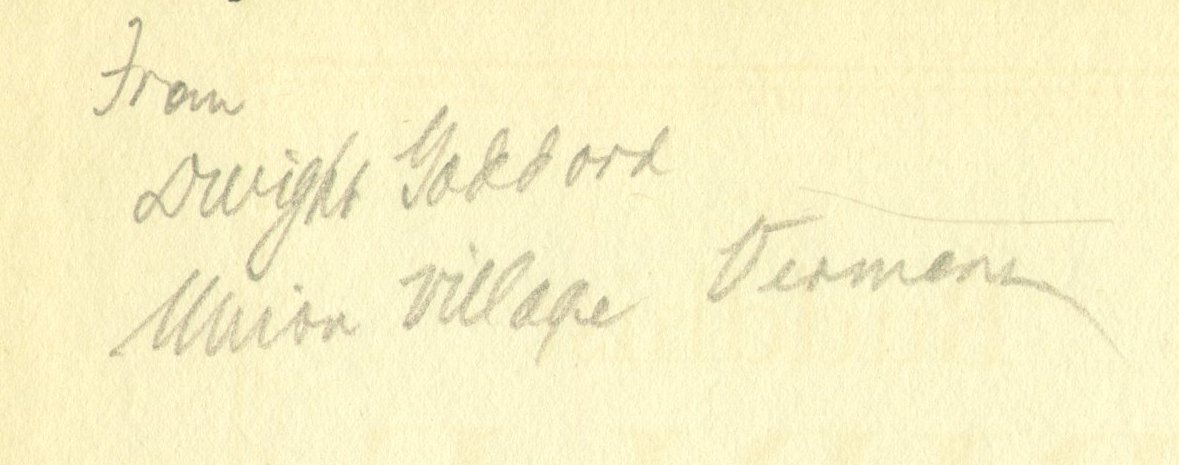 From
Dwight Goddard
Union Village Vermont